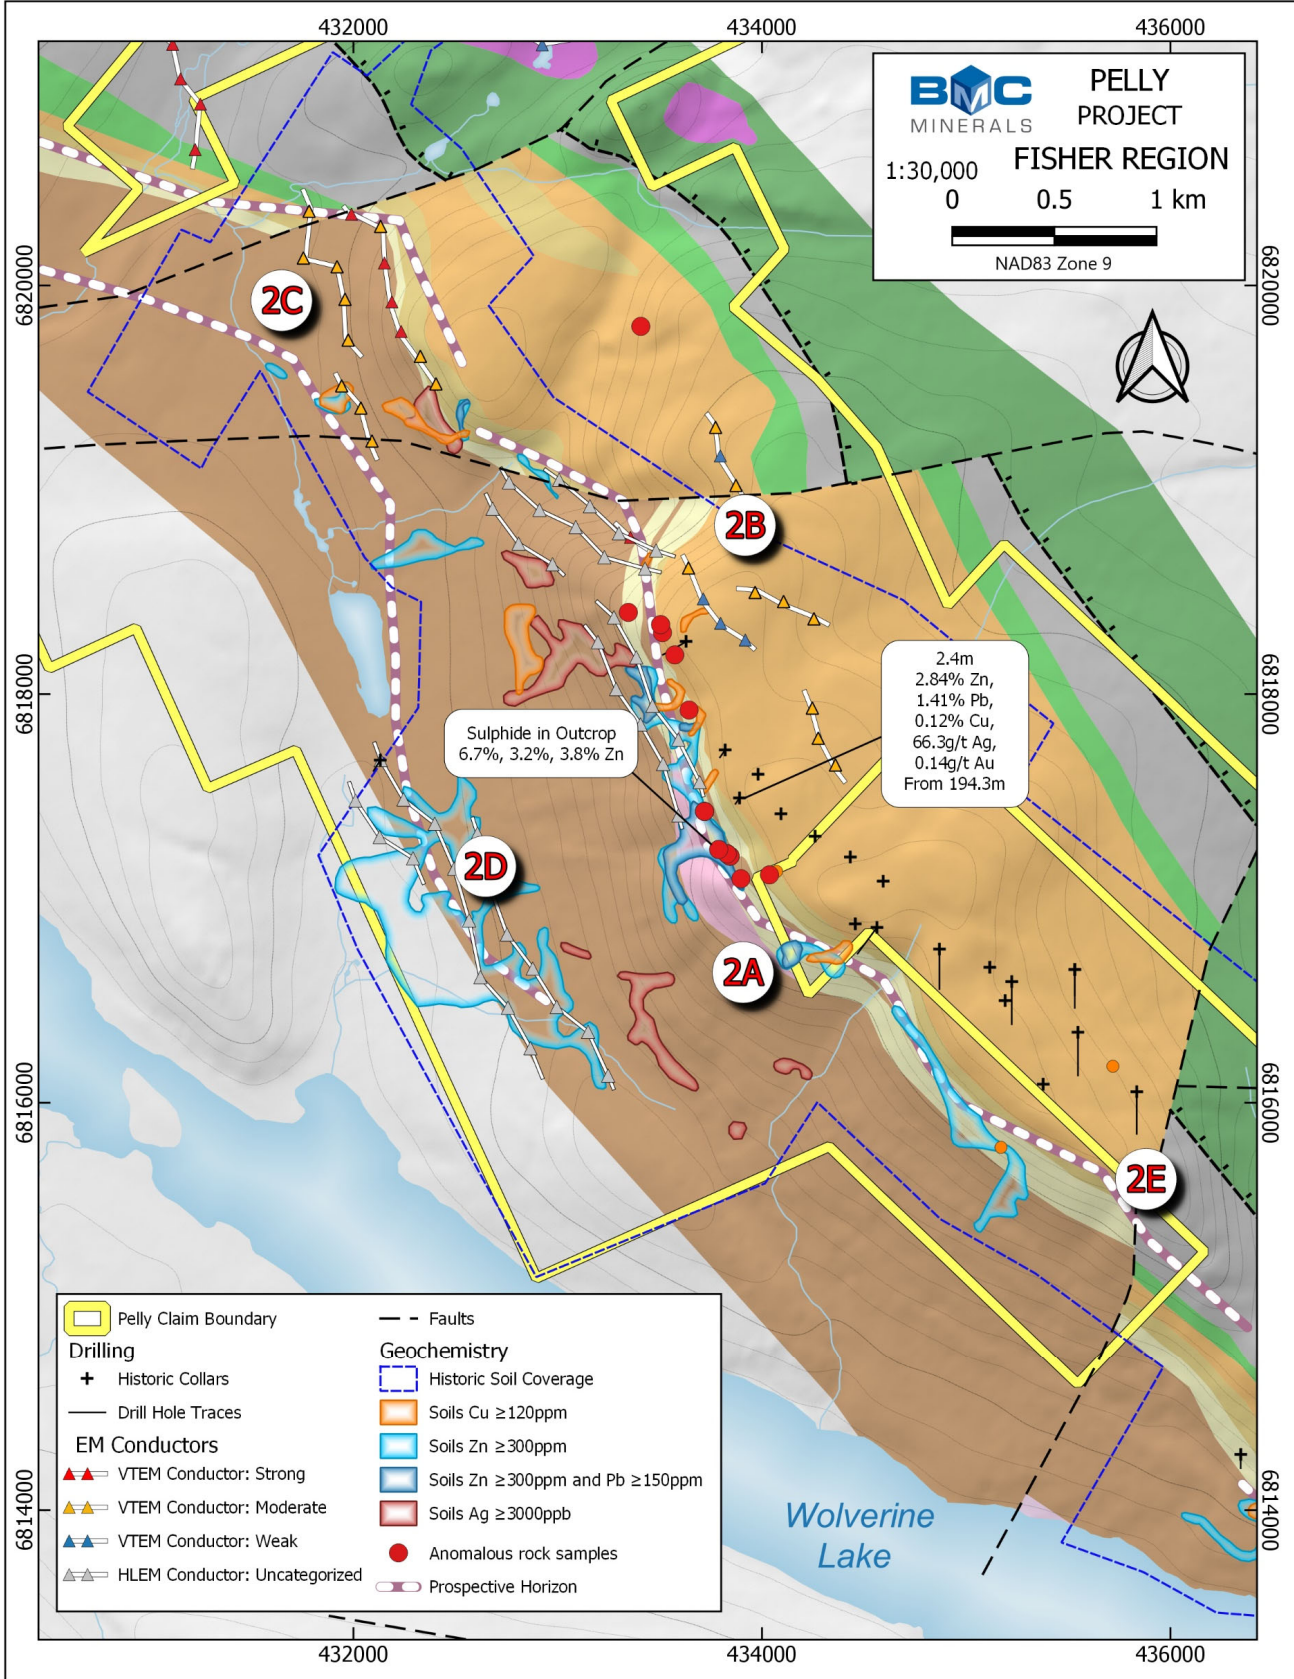 432000
434000
436000
BMC
MINERALS
PELLY
PROJECT
1:30,000
FISHER REGION
0
0.5
1 km
NAD83 Zone 9
6820000
6820000
2C
2B
2.4m
2.84% Zn,
1.41% Pb,
0.12% Cu,
66.3g/t Ag,
0.14g/t Au
From 194.3m
6818000
6818000
Sulphide in Outcrop
6.7%, 3.2%, 3.8% Zn
2D
2A
6816000
6816000
2E
Pelly Claim Boundary
Drilling
Historic Collars
Drill Hole Traces
EM Conductors
VTEM Conductor: Strong
VTEM Conductor: Moderate
VTEM Conductor: Weak
HLEM Conductor: Uncategorized
Faults
Geochemistry
Historic Soil Coverage
Soils Cu ≥120ppm
Soils Zn ≥300ppm
Soils Zn ≥300ppm and Pb ≥150ppm
Soils Ag ≥3000ppb
Anomalous rock samples
Prospective Horizon
6814000
6814000
Wolverine
Lake
432000
434000
436000